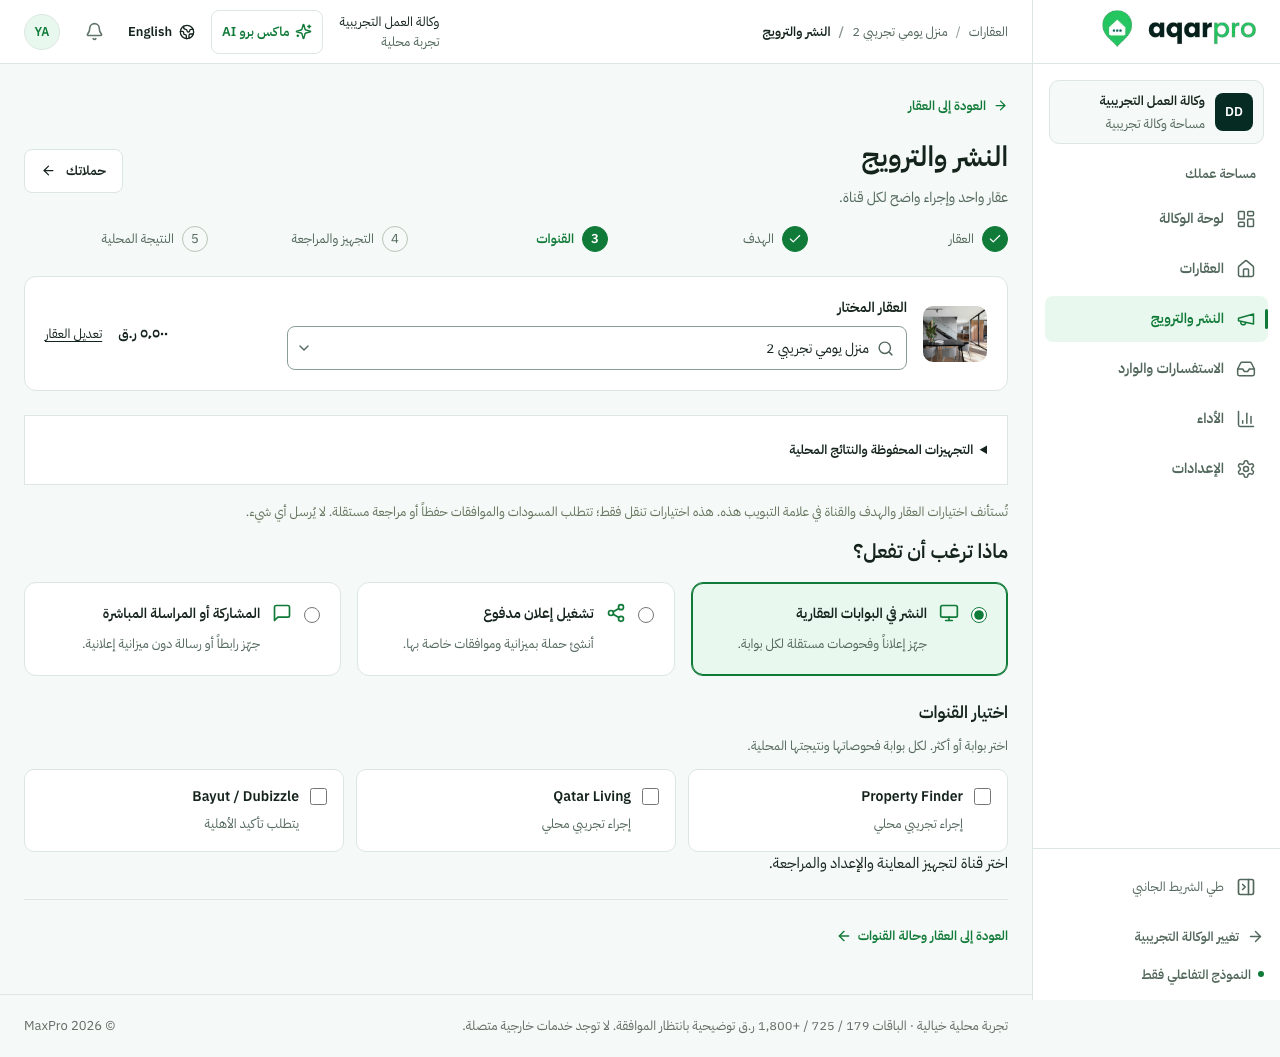 aqarpro
DD
وكالة العمل التجريبية
مساحة وكالة تجريبية
مساحة عملك
لوحة الوكالة
العقارات
النشر والترويج
الاستفسارات والوارد
الأداء
الإعدادات
طي الشريط الجانبي
تغيير الوكالة التجريبية
النموذج التفاعلي فقط
العقارات / منزل يومي تجريبي 2 / النشر والترويج
وكالة العمل التجريبية
تجربة محلية
ماكس برو AI
English
YA
العودة إلى العقار
النشر والترويج
عقار واحد وإجراء واضح لكل قناة.
حملاتك
العقار
الهدف
3 القنوات
4 التجهيز والمراجعة
5 النتيجة المحلية
العقار المختار
منزل يومي تجريبي 2
٥,٥٠٠ ر.ق
تعديل العقار
التجهيزات المحفوظة والنتائج المحلية
تُستأنف اختيارات العقار والهدف والقناة في علامة التبويب هذه. هذه اختيارات تنقل فقط؛ تتطلب المسودات والموافقات حفظاً أو مراجعة مستقلة. لا يُرسل أي شيء.
ماذا ترغب أن تفعل؟
النشر في البوابات العقارية
جهّز إعلاناً وفحوصات مستقلة لكل بوابة.
تشغيل إعلان مدفوع
أنشئ حملة بميزانية وموافقات خاصة بها.
المشاركة أو المراسلة المباشرة
جهّز رابطاً أو رسالة دون ميزانية إعلانية.
اختيار القنوات
اختر بوابة أو أكثر. لكل بوابة فحوصاتها ونتيجتها المحلية.
Property Finder
إجراء تجريبي محلي
Qatar Living
إجراء تجريبي محلي
Bayut / Dubizzle
يتطلب تأكيد الأهلية
اختر قناة لتجهيز المعاينة والإعداد والمراجعة.
العودة إلى العقار وحالة القنوات
تجربة محلية خيالية · الباقات 179 / 725 / +1,800 ر.ق توضيحية بانتظار الموافقة. لا توجد خدمات خارجية متصلة.
© 2026 MaxPro